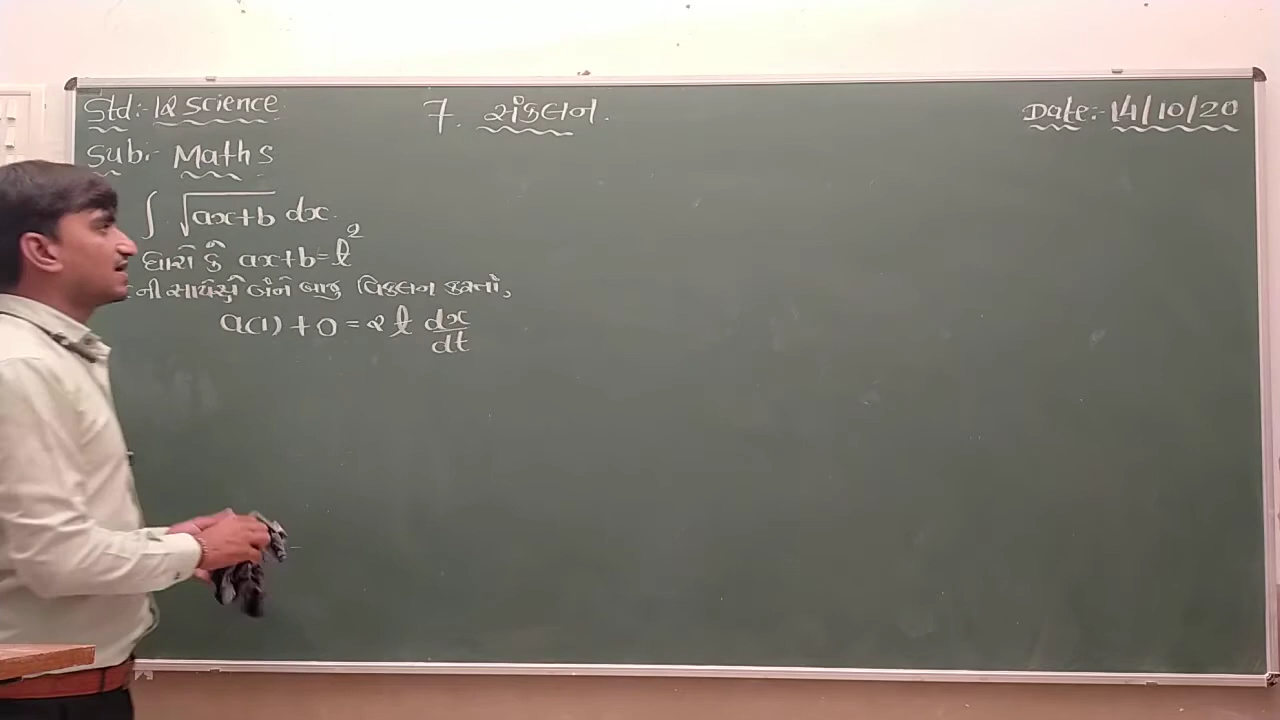 Std:- 12 Science
7. સંકલન.
Date:- 14/10/20
Sub:- Maths
∫ √ax+b dx.
ધારો કે ax+b=t²
ની સાપેક્ષે બંને બાજુ વિકલન કરતાં,
a(1) + 0 = 2t dx/dt